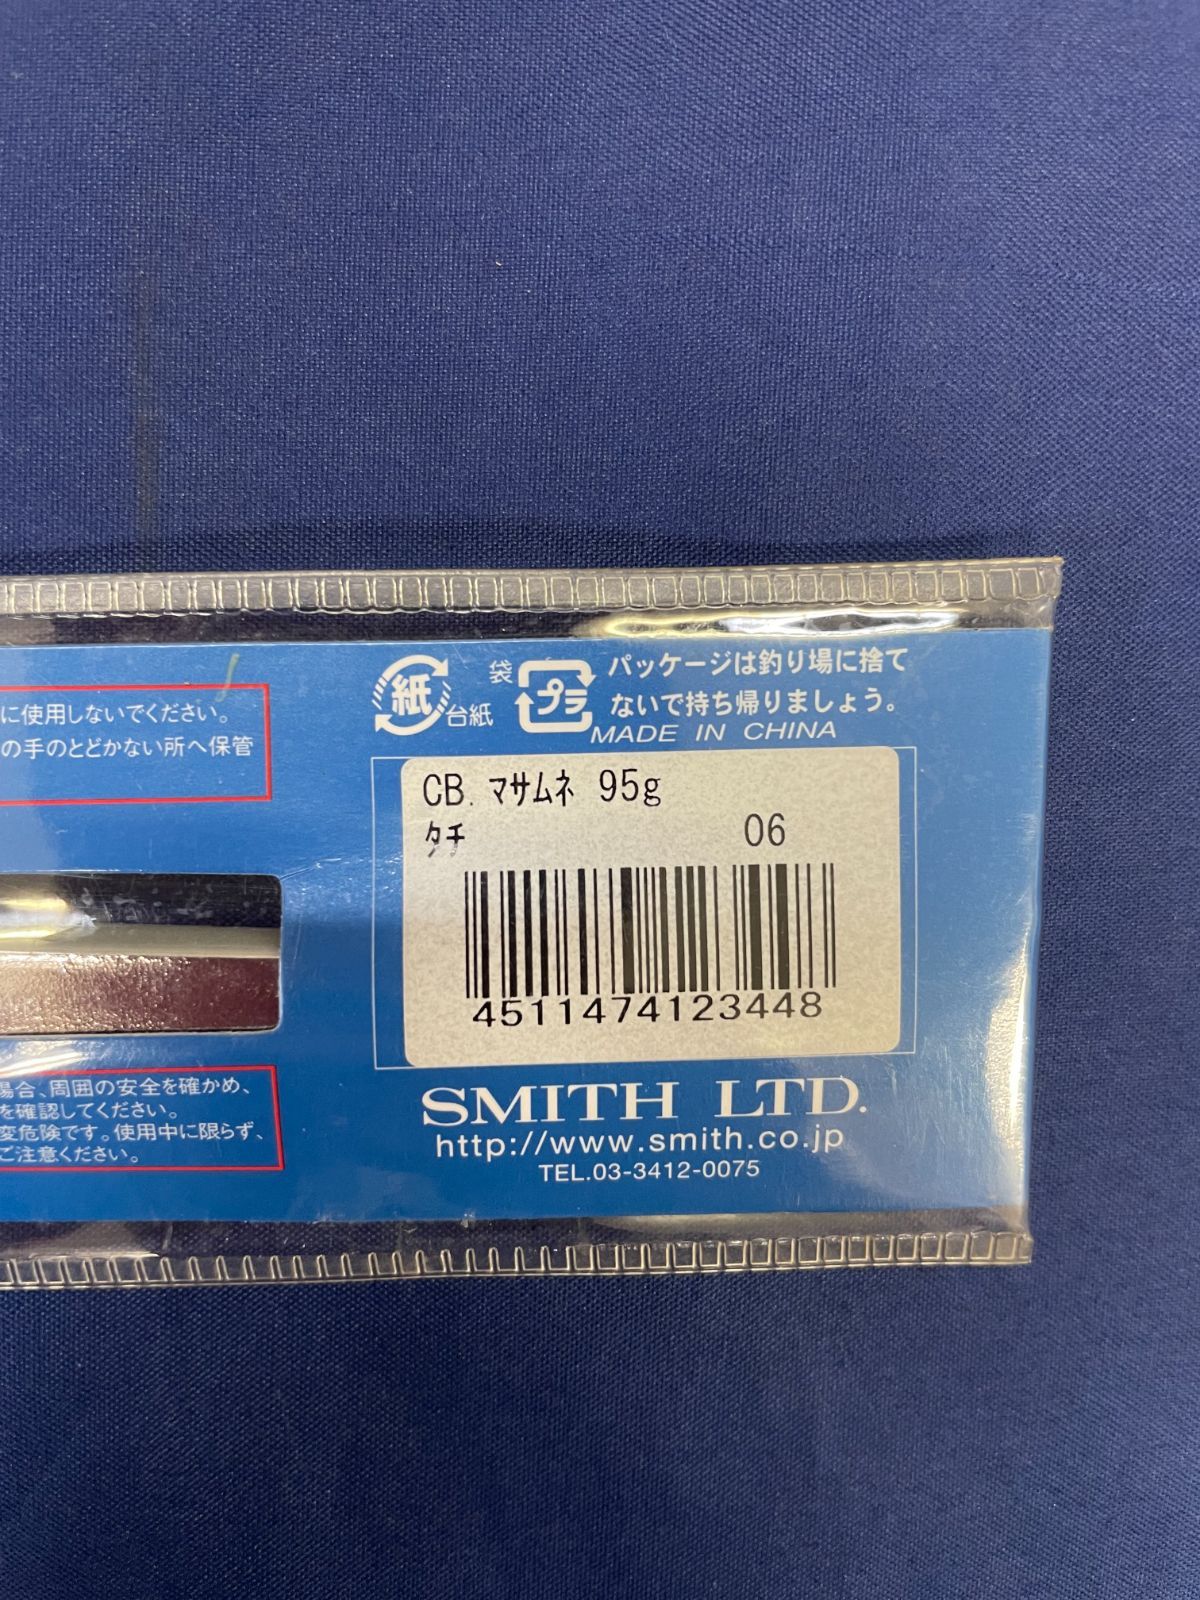 に使用しないでください。
の手のとどかない所へ保管
紙
台紙
袋
プラ
パッケージは釣り場に捨て
ないで持ち帰りましょう。
MADE IN CHINA
CB. マサムネ 95g
タチ 06
4511474123448
場合、周囲の安全を確かめ、
を確認してください。
変危険です。使用中に限らず、
ご注意ください。
SMITH LTD.
http://www.smith.co.jp
TEL.03-3412-0075